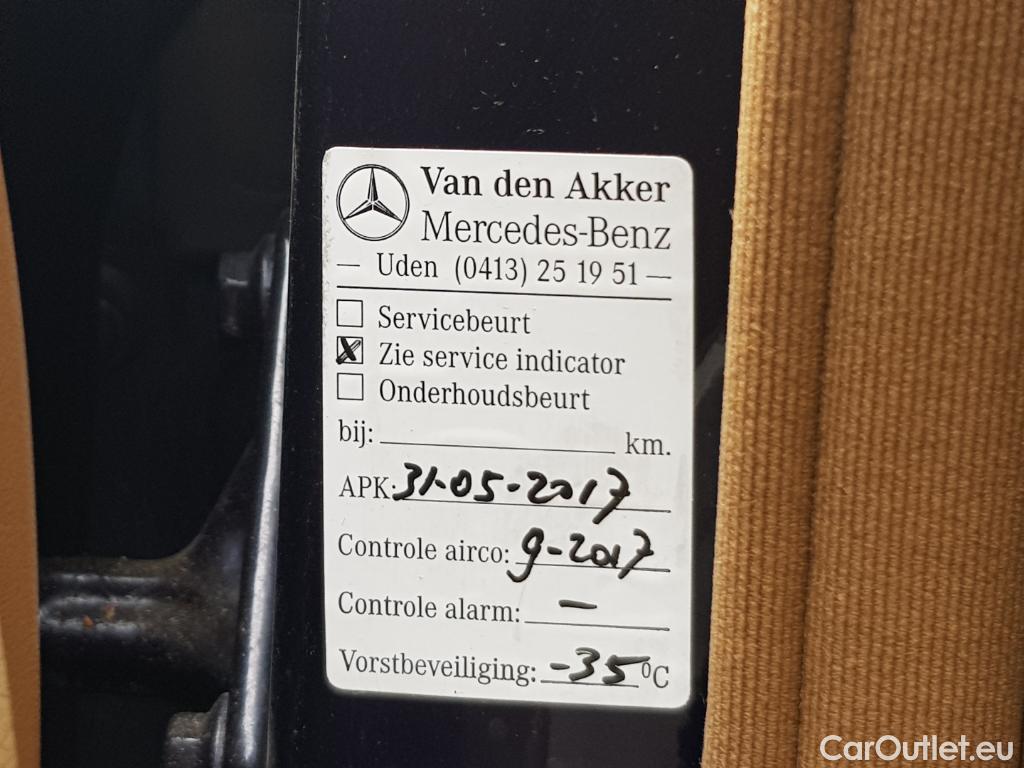 Van den Akker
Mercedes-Benz
— Uden (0413) 25 19 51 —
Servicebeurt
Zie service indicator
Onderhoudsbeurt
bij: km.
APK: 31-05-2017
Controle airco: 9-2017
Controle alarm: –
Vorstbeveiliging: -35 °C
CarOutlet.eu